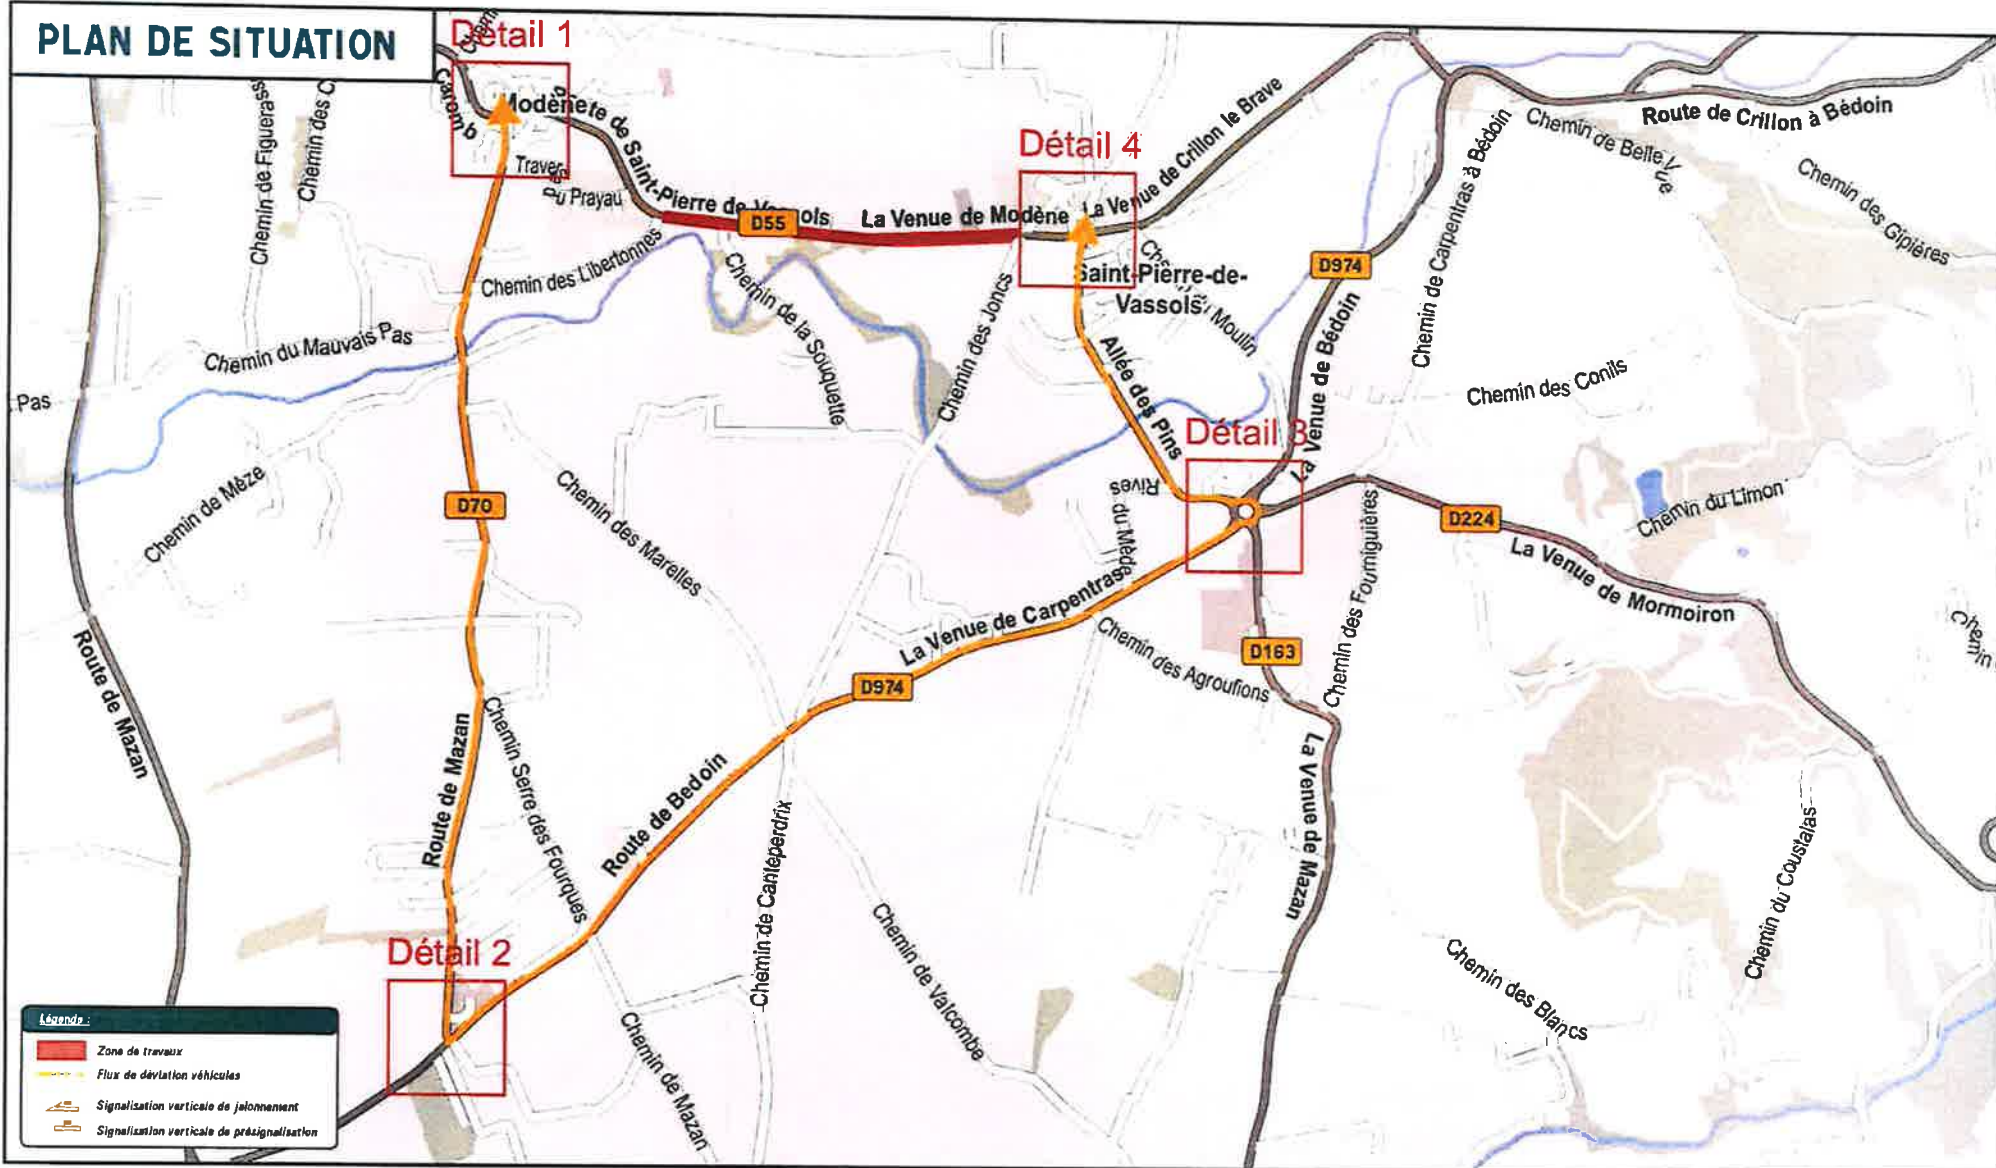 PLAN DE SITUATION
Détail 1
Caromb
Modène
te de Saint-Pierre de Vassols
Travers
du Prayau
Chemin de Figueras
Chemin des C
D55
La Venue de Modène
Détail 4
La Venue de Crillon le Brave
Saint-Pierre-de-
Vassols
Moulin
D974
La Venue de Bédoin
Chemin de Carpentras à Bédoin
Route de Crillon à Bédoin
Chemin de Belle Vue
Chemin des Gipières
Chemin des Libertonnes
Chemin du Mauvais Pas
Pas
Chemin de la Souquette
Chemin des Joncs
Allée des Pins
Chemin des Conils
Détail 3
Chemin de Mèze
D70
Chemin des Marelles
Rives
du Mède
D224
Chemin du Limon
La Venue de Mormoiron
La Venue de Carpentras
Chemin des Fourniguières
Chemin des Agroufions
D163
D974
Route de Mazan
Route de Mazan
Chemin Serre des Fourques
Route de Bedoin
Chemin de Canteperdrix
La Venue de Mazan
Chemin
Chemin du Coustalas
Détail 2
Chemin de Valcombe
Chemin des Blancs
Chemin de Mazan
Légende :
Zone de travaux
Flux de déviation véhicules
Signalisation verticale de jalonnement
Signalisation verticale de présignalisation